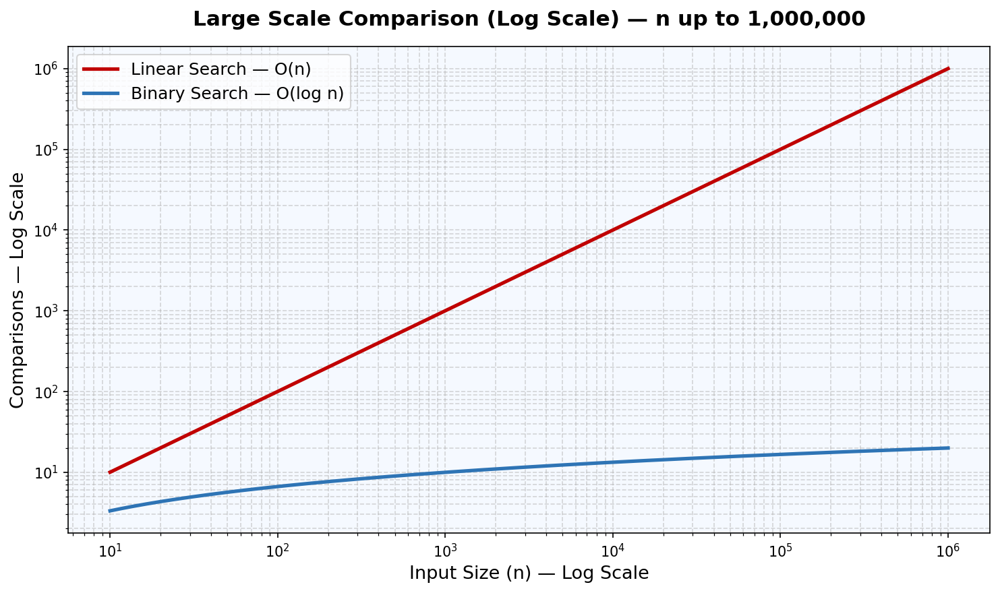 Large Scale Comparison (Log Scale) — n up to 1,000,000
Linear Search — O(n)
Binary Search — O(log n)
Comparisons — Log Scale
10⁶
10⁵
10⁴
10³
10²
10¹
10¹ 10² 10³ 10⁴ 10⁵ 10⁶
Input Size (n) — Log Scale